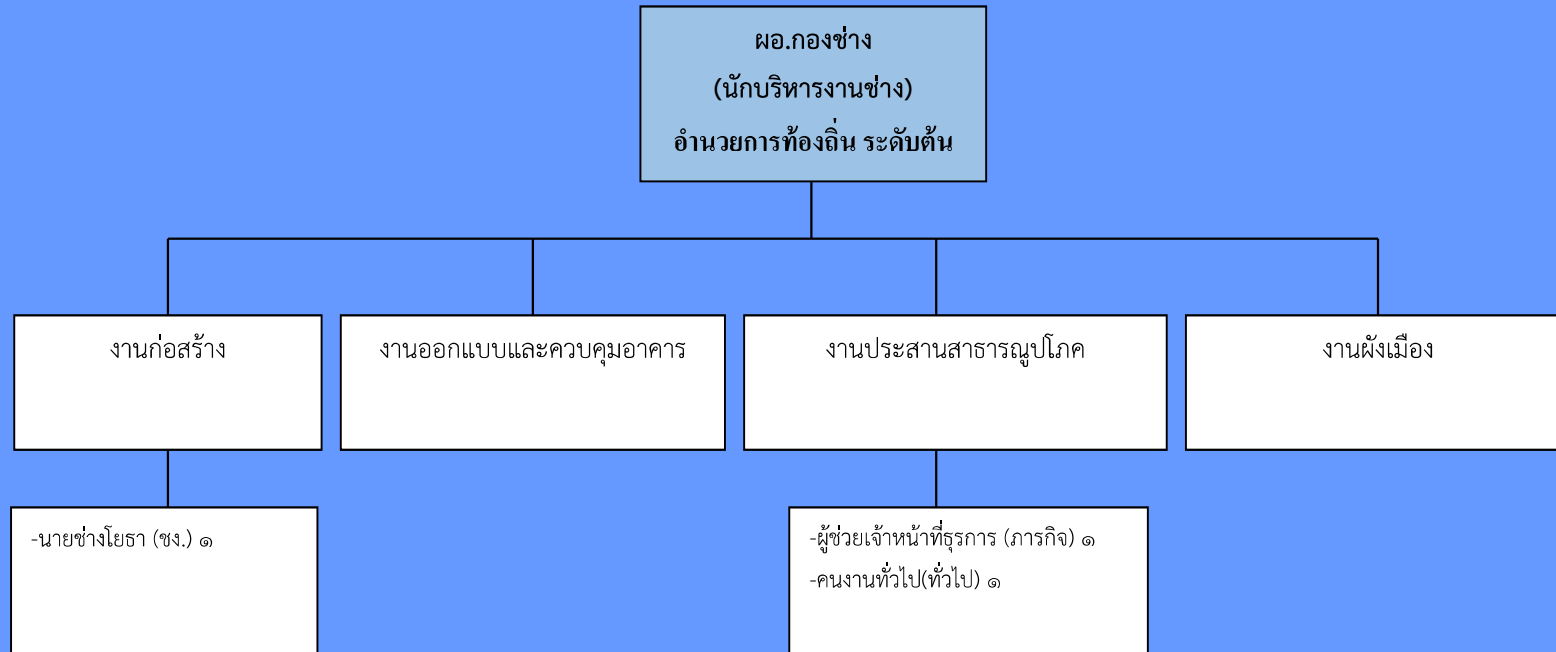 ผอ.กองช่าง
(นักบริหารงานช่าง)
อำนวยการท้องถิ่น ระดับต้น
งานก่อสร้าง
งานออกแบบและควบคุมอาคาร
งานประสานสาธารณูปโภค
งานผังเมือง
-นายช่างโยธา (ชง.) ๑
-ผู้ช่วยเจ้าหน้าที่ธุรการ (ภารกิจ) ๑
-คนงานทั่วไป(ทั่วไป) ๑